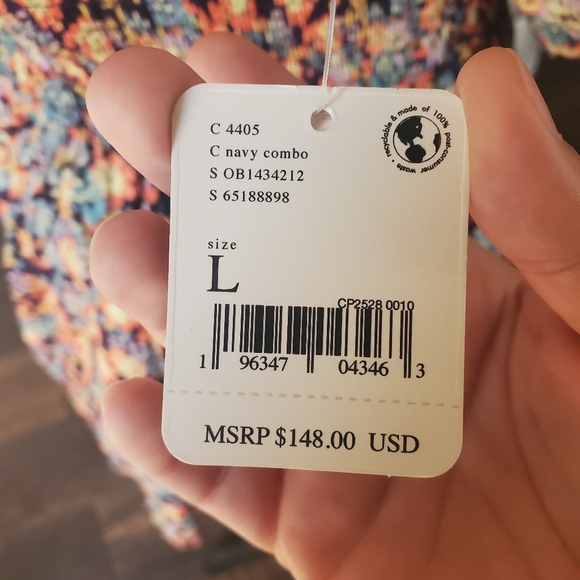 C 4405
C navy combo
S OB1434212
S 65188898
recyclable & made of 100% post-consumer waste •
size
L
CP2528 0010
1 96347 04346 3
MSRP $148.00 USD